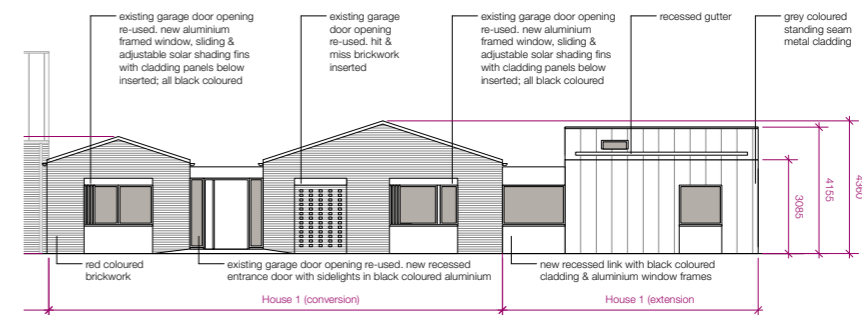 existing garage door opening
re-used. new aluminium
framed window, sliding &
adjustable solar shading fins
with cladding panels below
inserted; all black coloured
existing garage
door opening
re-used. hit &
miss brickwork
inserted
existing garage door opening
re-used. new aluminium
framed window, sliding &
adjustable solar shading fins
with cladding panels below
inserted; all black coloured
recessed gutter
grey coloured
standing seam
metal cladding
3085
4155
4360
red coloured
brickwork
existing garage door opening re-used. new recessed
entrance door with sidelights in black coloured aluminium
new recessed link with black coloured
cladding & aluminium window frames
House 1 (conversion)
House 1 (extension